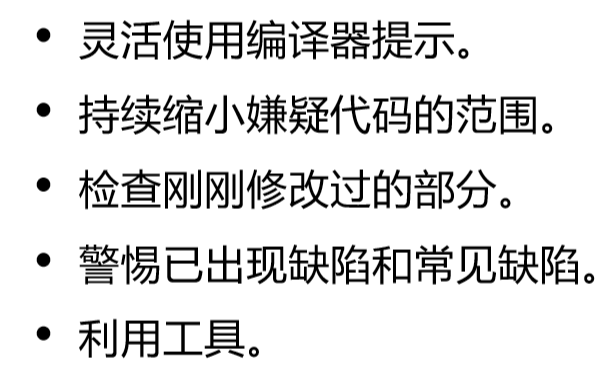 • 灵活使用编译器提示。
• 持续缩小嫌疑代码的范围。
• 检查刚刚修改过的部分。
• 警惕已出现缺陷和常见缺陷。
• 利用工具。